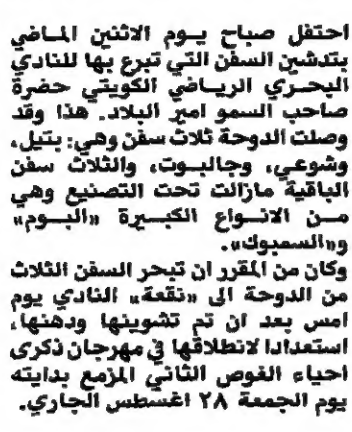 احتفل صباح يوم الاثنين الماضي
بتدشين السفن التي تبرع بها للنادي
البحري الرياضي الكويتي حضرة
صاحب السمو امير البلاد. هذا وقد
وصلت الدوحة ثلاث سفن وهي: بتيل،
وشوعي، وجالبوت، والثلاث سفن
الباقية مازالت تحت التصنيع وهي
من الانواع الكبيرة «البوم»
و«السمبوك».
وكان من المقرر ان تبحر السفن الثلاث
من الدوحة الى «نقعة» النادي يوم
امس بعد ان تم تشوينها ودهنها،
استعدادا لانطلاقها في مهرجان ذكرى
احياء الغوص الثاني المزمع بدايته
يوم الجمعة ٢٨ اغسطس الجاري.